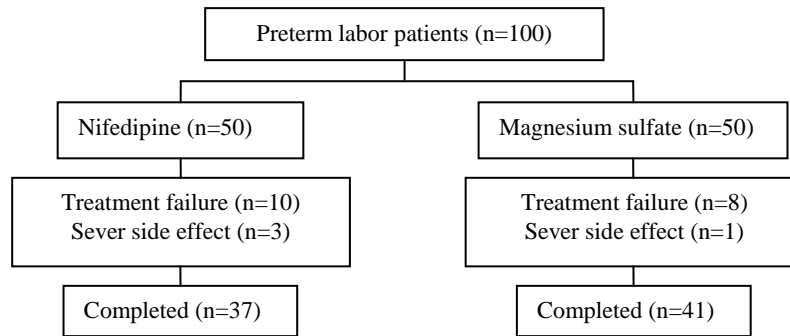 Preterm labor patients (n=100)
Nifedipine (n=50)
Magnesium sulfate (n=50)
Treatment failure (n=10)
Sever side effect (n=3)
Treatment failure (n=8)
Sever side effect (n=1)
Completed (n=37)
Completed (n=41)